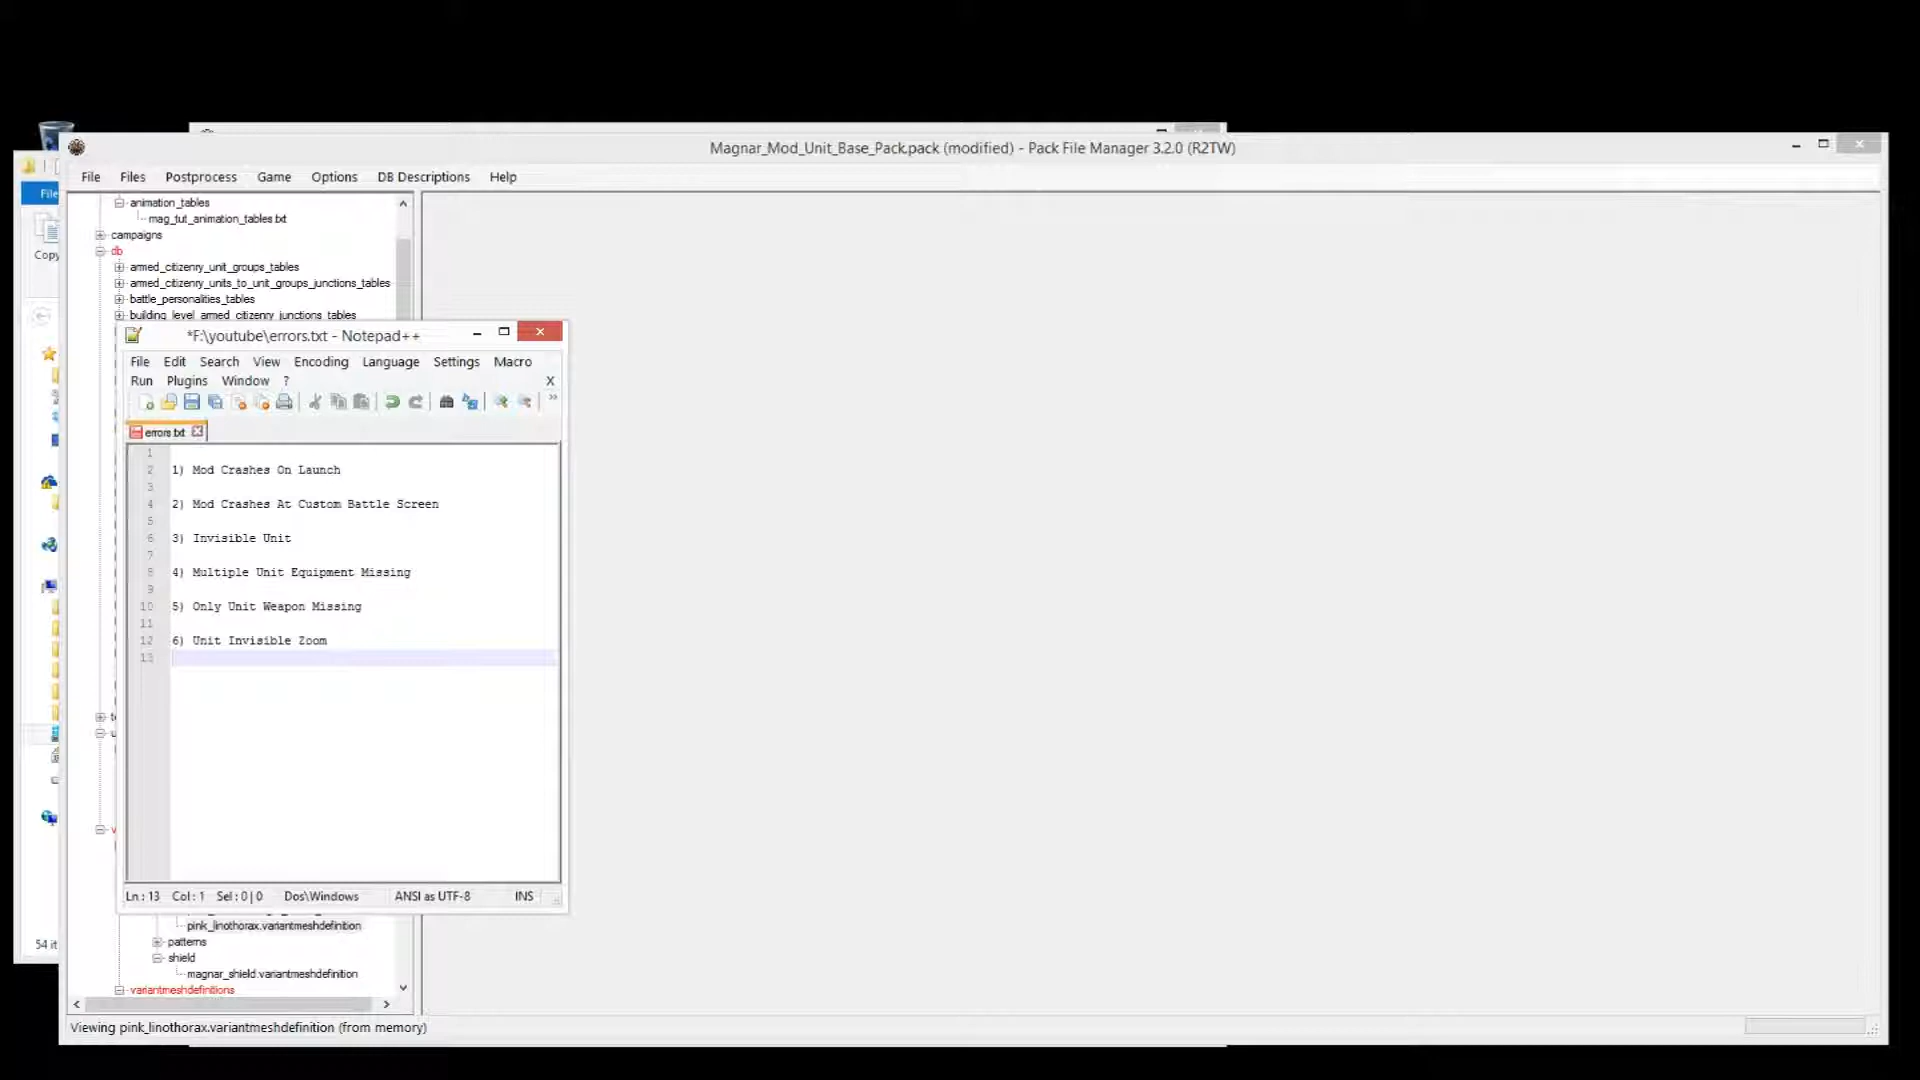 Magnar_Mod_Unit_Base_Pack.pack (modified) - Pack File Manager 3.2.0 (R2TW)
File Files Postprocess Game Options DB Descriptions Help
File
Copy
animation_tables
mag_tut_animation_tables.txt
campaigns
db
armed_citizenry_unit_groups_tables
armed_citizenry_units_to_unit_groups_junctions_tables
battle_personalities_tables
building_level_armed_citizenry_junctions_tables
*F:\youtube\errors.txt - Notepad++
File Edit Search View Encoding Language Settings Macro
Run Plugins Window ? X
errors.txt
1
2 1) Mod Crashes On Launch
3
4 2) Mod Crashes At Custom Battle Screen
5
6 3) Invisible Unit
7
8 4) Multiple Unit Equipment Missing
9
10 5) Only Unit Weapon Missing
11
12 6) Unit Invisible Zoom
13
Ln : 13 Col : 1 Sel : 0 | 0 Dos\Windows ANSI as UTF-8 INS
pink_linothorax.variantmeshdefinition
patterns
shield
magnar_shield.variantmeshdefinition
variantmeshdefinitions
54 it
Viewing pink_linothorax.variantmeshdefinition (from memory)